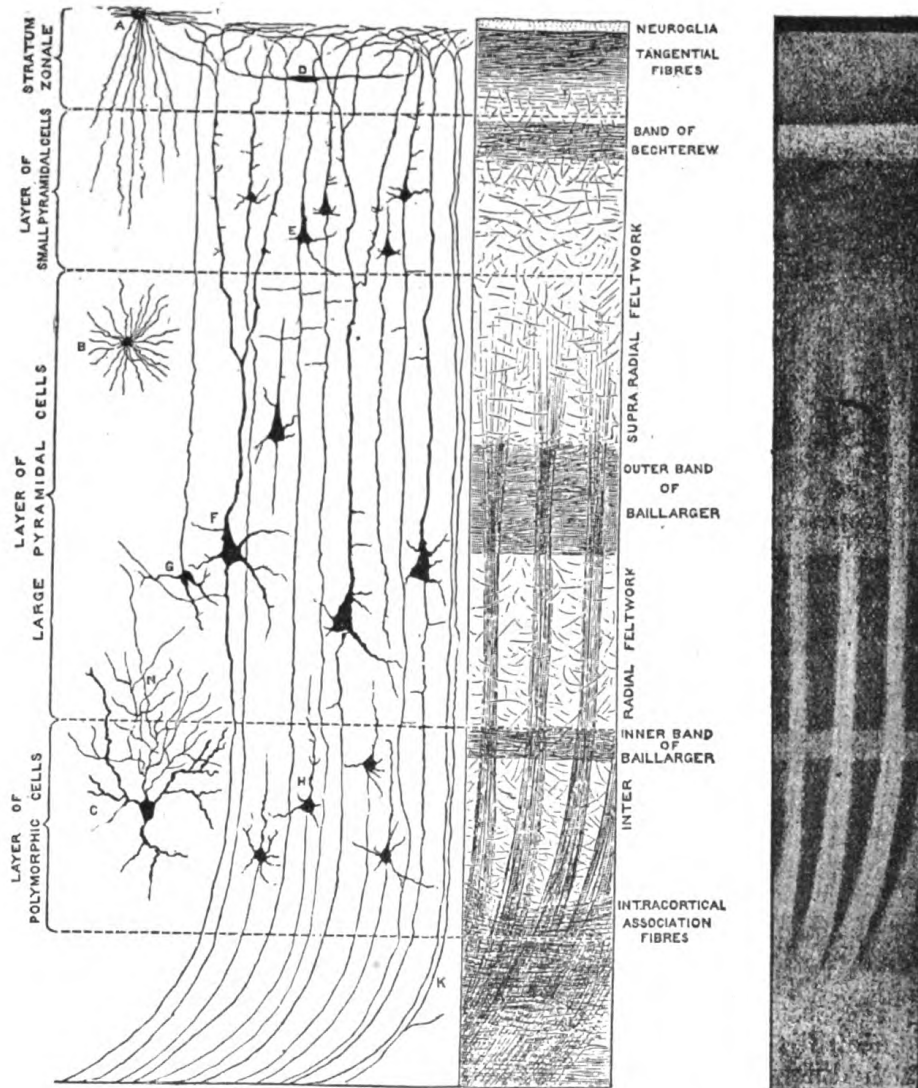 STRATUM
ZONALE
LAYER OF
SMALL PYRAMIDAL CELLS
LAYER OF
LARGE PYRAMIDAL CELLS
LAYER OF
POLYMORPHIC CELLS
A
D
E
B
F
G
N
H
C
K
NEUROGLIA
TANGENTIAL
FIBRES
BAND OF
BECHTEREW
SUPRA RADIAL FELTWORK
OUTER BAND
OF
BAILLARGER
INTER RADIAL FELTWORK
INNER BAND
OF
BAILLARGER
INTRACORTICAL
ASSOCIATION
FIBRES